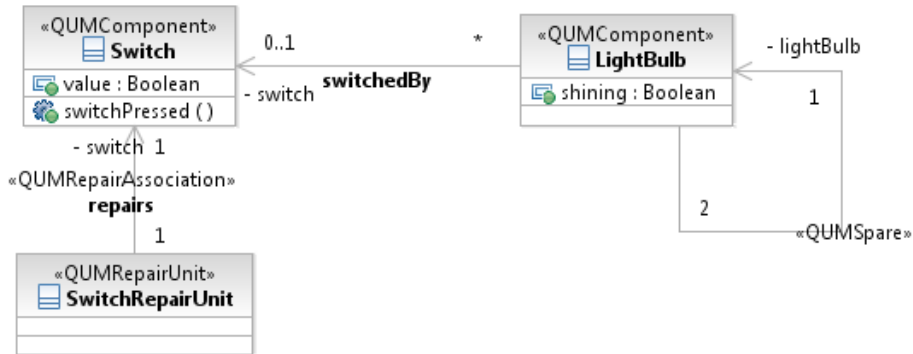 «QUMComponent»
Switch
value : Boolean
switchPressed ( )
0..1
*
switchedBy
- switch
«QUMComponent»
LightBulb
shining : Boolean
- lightBulb
1
2
«QUMSpare»
- switch 1
«QUMRepairAssociation»
repairs
1
«QUMRepairUnit»
SwitchRepairUnit